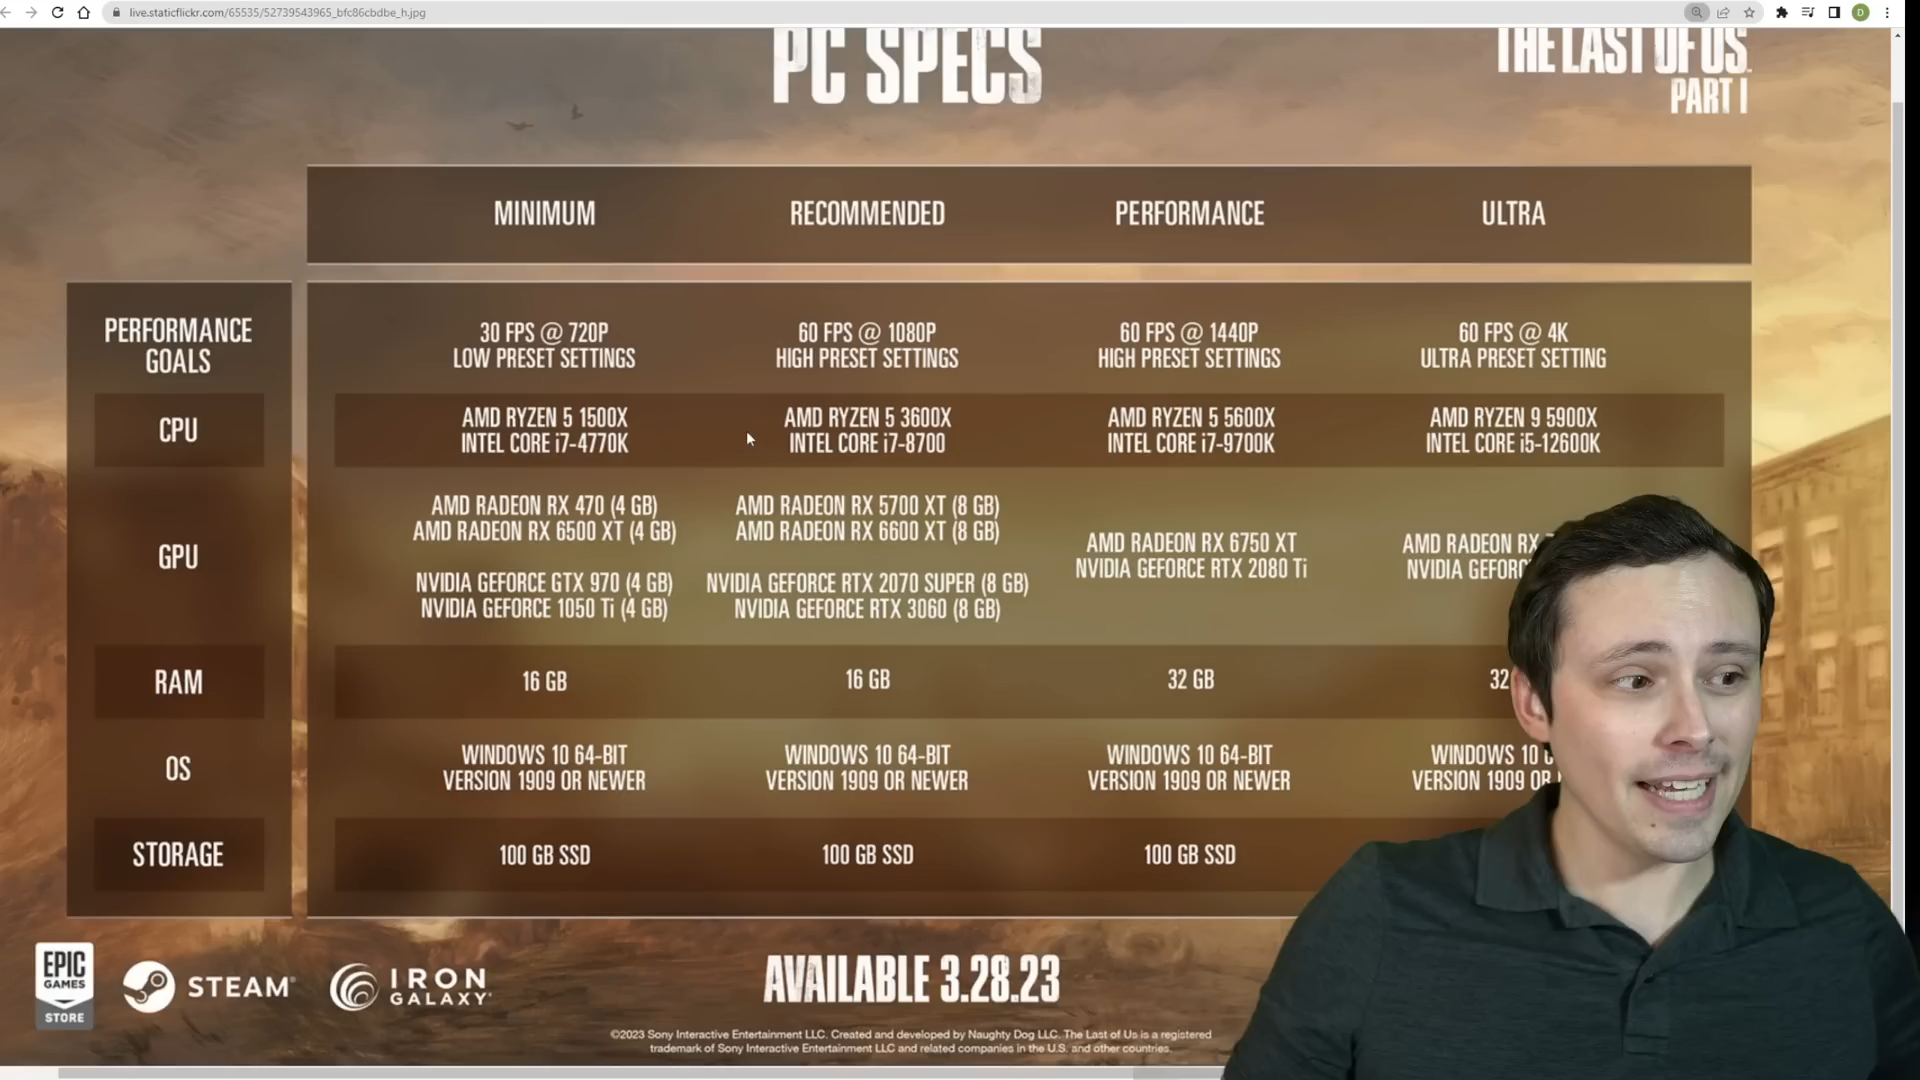 live.staticflickr.com/65535/52739543965_bfc86cbdbe_h.jpg
D
PC SPECS
THE LAST OF US
PART I
MINIMUM
RECOMMENDED
PERFORMANCE
ULTRA
PERFORMANCE
GOALS
30 FPS @ 720P
LOW PRESET SETTINGS
60 FPS @ 1080P
HIGH PRESET SETTINGS
60 FPS @ 1440P
HIGH PRESET SETTINGS
60 FPS @ 4K
ULTRA PRESET SETTING
CPU
AMD RYZEN 5 1500X
INTEL CORE i7-4770K
AMD RYZEN 5 3600X
INTEL CORE i7-8700
AMD RYZEN 5 5600X
INTEL CORE i7-9700K
AMD RYZEN 9 5900X
INTEL CORE i5-12600K
GPU
AMD RADEON RX 470 (4 GB)
AMD RADEON RX 6500 XT (4 GB)
NVIDIA GEFORCE GTX 970 (4 GB)
NVIDIA GEFORCE 1050 Ti (4 GB)
AMD RADEON RX 5700 XT (8 GB)
AMD RADEON RX 6600 XT (8 GB)
NVIDIA GEFORCE RTX 2070 SUPER (8 GB)
NVIDIA GEFORCE RTX 3060 (8 GB)
AMD RADEON RX 6750 XT
NVIDIA GEFORCE RTX 2080 Ti
AMD RADEON RX
NVIDIA
RAM
16 GB
16 GB
32 GB
32
OS
WINDOWS 10 64-BIT
VERSION 1909 OR NEWER
WINDOWS 10 64-BIT
VERSION 1909 OR NEWER
WINDOWS 10 64-BIT
VERSION 1909 OR NEWER
WINDOWS 10
VERSION 1909 OR
STORAGE
100 GB SSD
100 GB SSD
100 GB SSD
EPIC
GAMES
STORE
STEAM®
IRON
GALAXY
AVAILABLE 3.28.23
©2023 Sony Interactive Entertainment LLC. Created and developed by Naughty Dog LLC. The Last of Us is a registered
trademark of Sony Interactive Entertainment LLC and related companies in the U.S. and other countries.